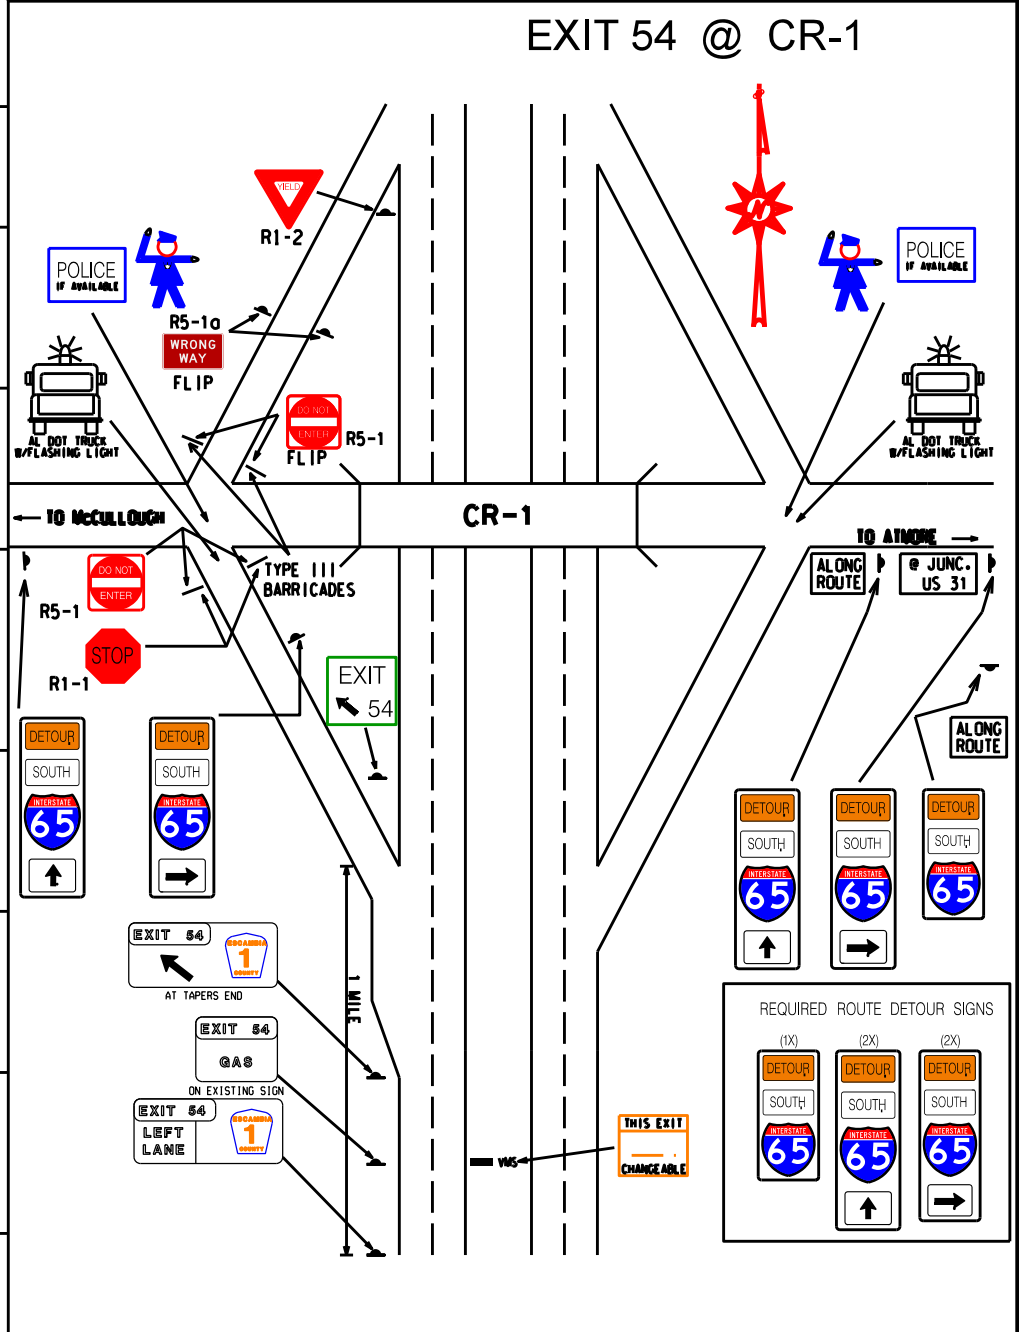 EXIT 54 @ CR-1
YIELD
R1-2
POLICE
IF AVAILABLE
POLICE
IF AVAILABLE
R5-1a
WRONG
WAY
FLIP
DO NOT
ENTER
R5-1
FLIP
AL DOT TRUCK
W/FLASHING LIGHT
AL DOT TRUCK
W/FLASHING LIGHT
TO McCULLOUGH
CR-1
TO ATMORE
DO NOT
ENTER
R5-1
TYPE III
BARRICADES
ALONG
ROUTE
@ JUNC.
US 31
STOP
R1-1
EXIT
54
ALONG
ROUTE
DETOUR
SOUTH
INTERSTATE
65
DETOUR
SOUTH
INTERSTATE
65
DETOUR
SOUTH
INTERSTATE
65
DETOUR
SOUTH
INTERSTATE
65
DETOUR
SOUTH
INTERSTATE
65
EXIT 54
ESCAMBIA
1
COUNTY
AT TAPERS END
1 MILE
EXIT 54
GAS
ON EXISTING SIGN
EXIT 54
LEFT
LANE
ESCAMBIA
1
COUNTY
VMS
THIS EXIT
CHANGEABLE
REQUIRED ROUTE DETOUR SIGNS
(1X)
(2X)
(2X)
DETOUR
SOUTH
INTERSTATE
65
DETOUR
SOUTH
INTERSTATE
65
DETOUR
SOUTH
INTERSTATE
65
N